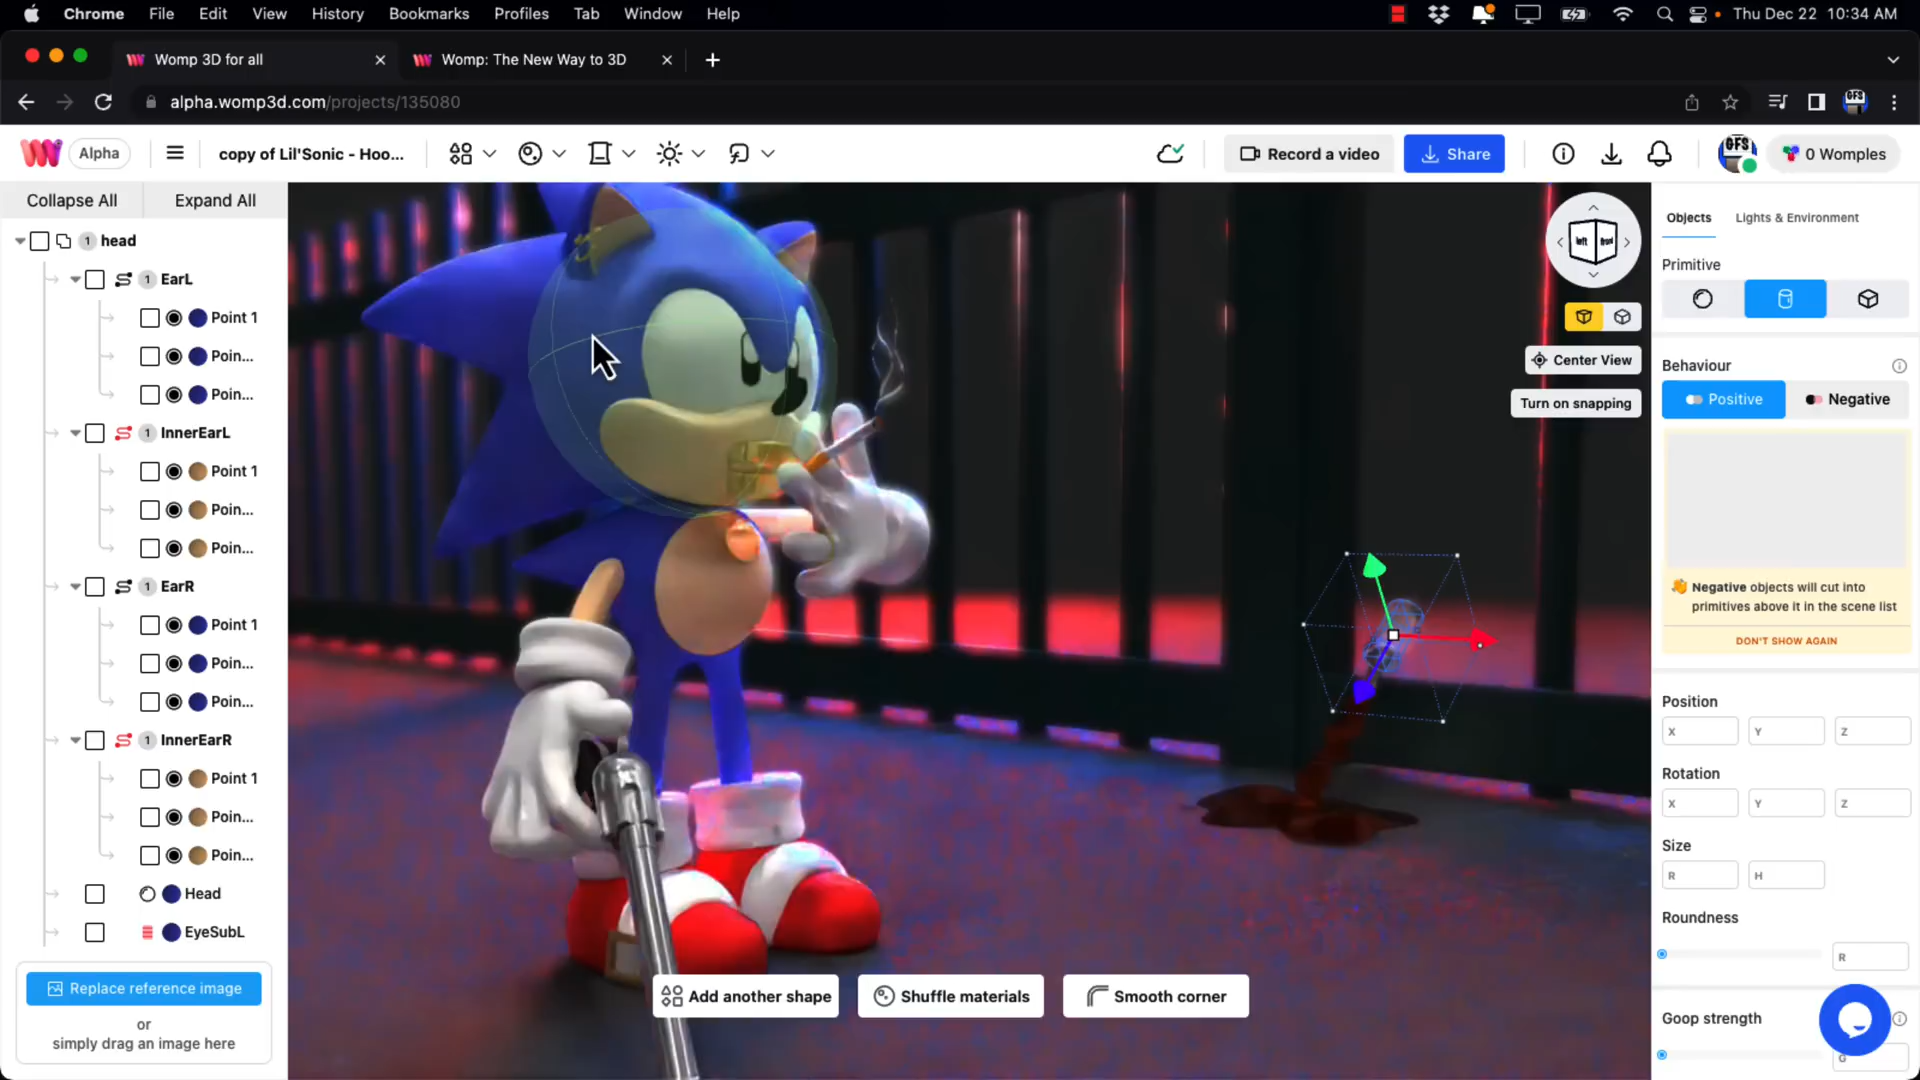 Chrome File Edit View History Bookmarks Profiles Tab Window Help Thu Dec 22 10:34 AM
Womp 3D for all Womp: The New Way to 3D
alpha.womp3d.com/projects/135080 GFS
Alpha copy of Lil'Sonic - Hoo... Record a video Share GFS 0 Womples
Collapse All Expand All
1 head
1 EarL
Point 1
Poin...
Poin...
1 InnerEarL
Point 1
Poin...
Poin...
1 EarR
Point 1
Poin...
Poin...
1 InnerEarR
Point 1
Poin...
Poin...
Head
EyeSubL
Replace reference image
or
simply drag an image here
left front
Center View
Turn on snapping
Add another shape Shuffle materials Smooth corner
Objects Lights & Environment
Primitive
Behaviour
Positive Negative
Negative objects will cut into
primitives above it in the scene list
DON'T SHOW AGAIN
Position
X Y Z
Rotation
X Y Z
Size
R H
Roundness
R
Goop strength
G